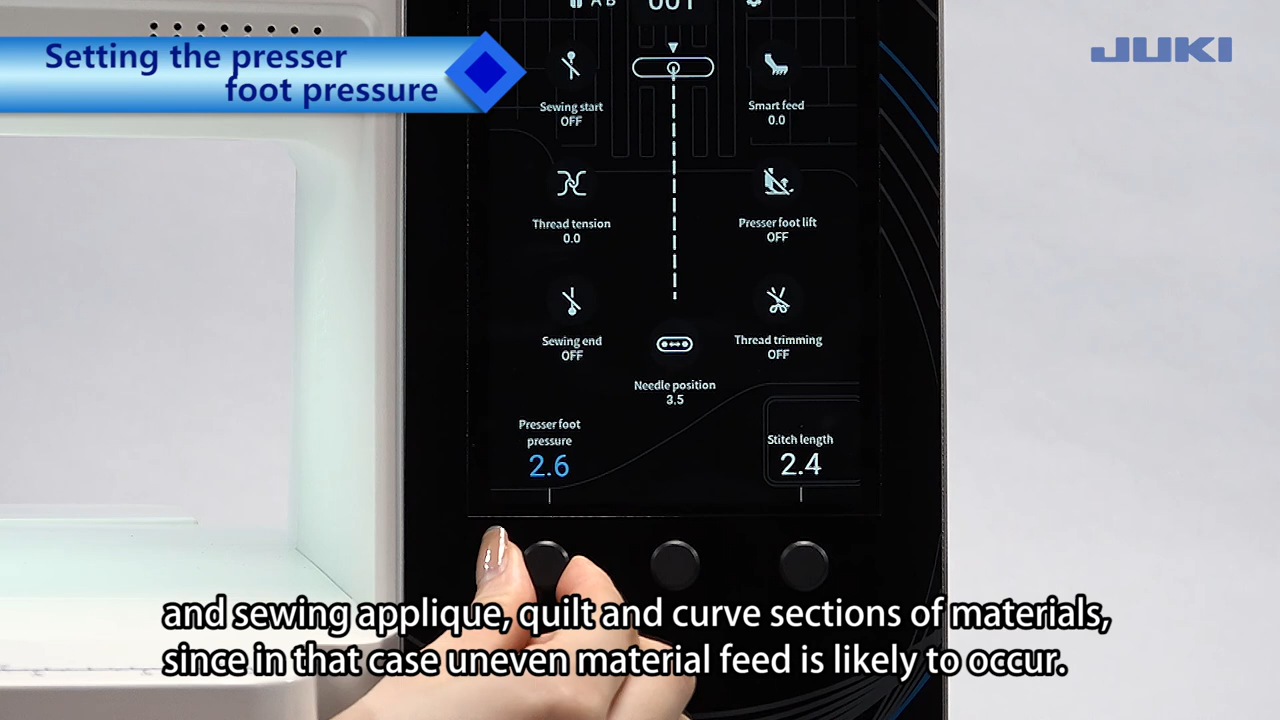 Setting the presser
foot pressure
JUKI
AB
001
Sewing start
OFF
Smart feed
0.0
Thread tension
0.0
Presser foot lift
OFF
Sewing end
OFF
Thread trimming
OFF
Needle position
3.5
Presser foot
pressure
2.6
Stitch length
2.4
and sewing applique, quilt and curve sections of materials,
since in that case uneven material feed is likely to occur.